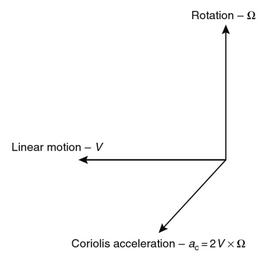 Rotation – Ω
Linear motion – V
Coriolis acceleration – a꜀ = 2V × Ω